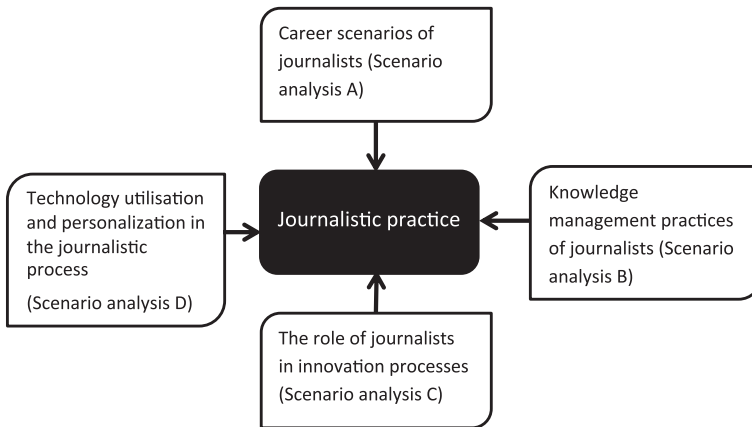 Career scenarios of
journalists (Scenario
analysis A)
Technology utilisation
and personalization in
the journalistic
process
(Scenario analysis D)
Journalistic practice
Knowledge
management practices
of journalists (Scenario
analysis B)
The role of journalists
in innovation processes
(Scenario analysis C)